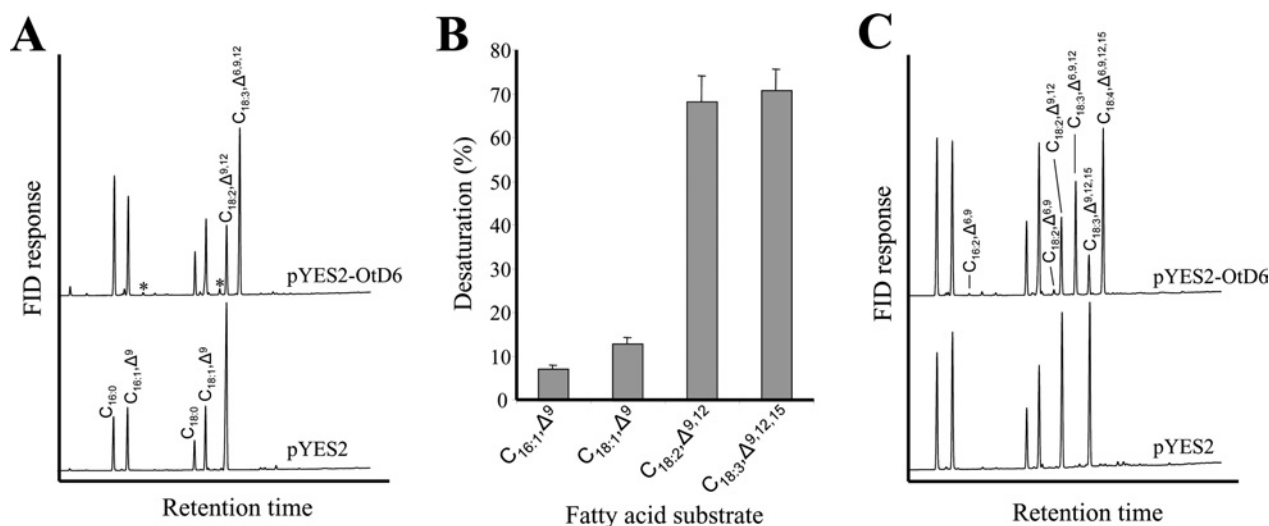 A
FID response
C18:3,Δ6,9,12
C18:2,Δ9,12
*
*
pYES2-OtD6
C16:0
C16:1,Δ9
C18:0
C18:1,Δ9
pYES2
Retention time
B
Desaturation (%)
80
70
60
50
40
30
20
10
0
C16:1,Δ9
C18:1,Δ9
C18:2,Δ9,12
C18:3,Δ9,12,15
Fatty acid substrate
C
FID response
C16:2,Δ6,9
C18:2,Δ6,9
C18:2,Δ9,12
C18:3,Δ6,9,12
C18:3,Δ9,12,15
C18:4,Δ6,9,12,15
pYES2-OtD6
pYES2
Retention time